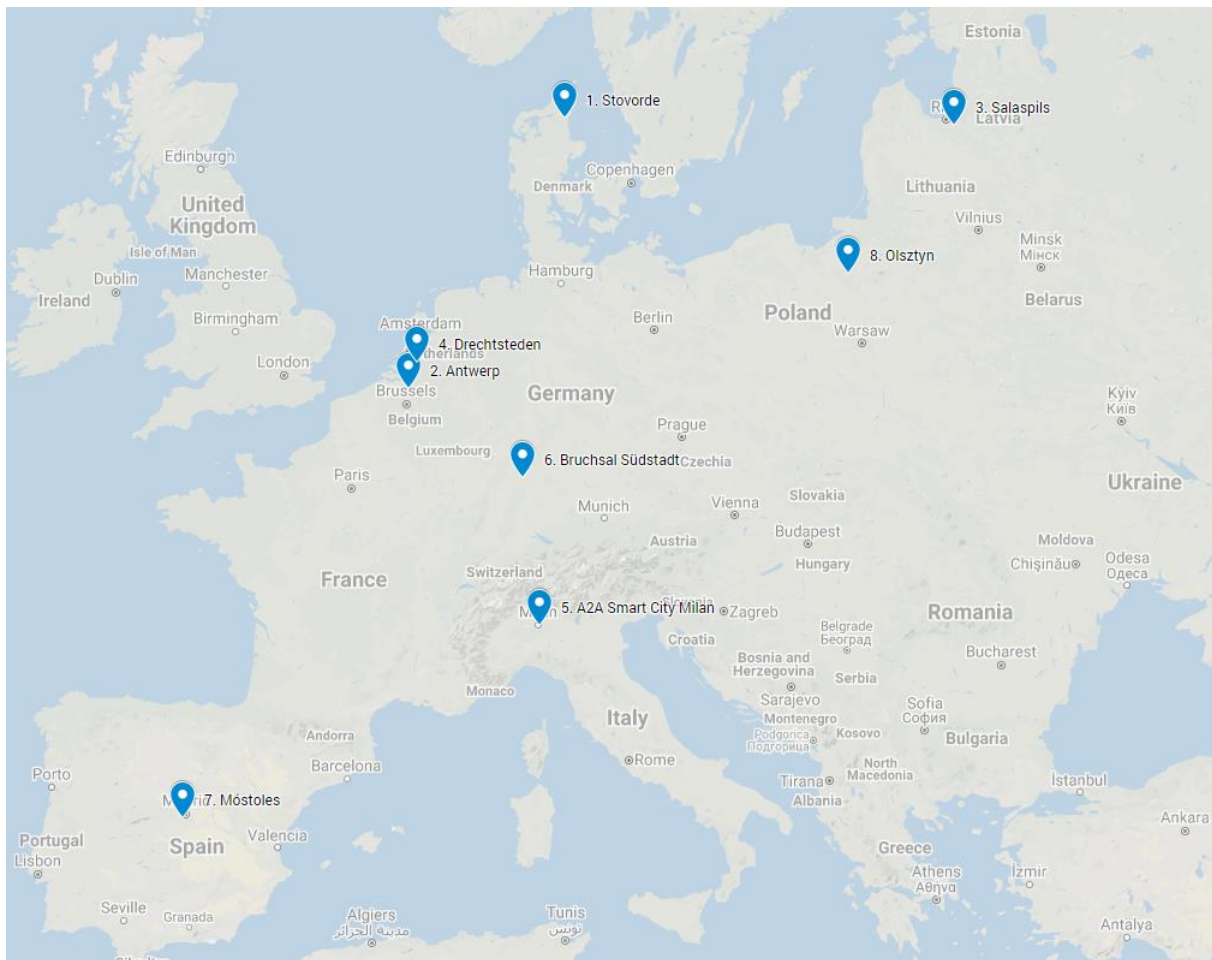 Estonia
1. Stovorde
3. Salaspils
Latvia
Edinburgh
Copenhagen
Denmark
Lithuania
United
Kingdom
Vilnius
Isle of Man
Minsk
Мінск
8. Olsztyn
Dublin
Manchester
Hamburg
Ireland
Belarus
Birmingham
Amsterdam
Berlin
Poland
Warsaw
4. Drechtsteden
London
2. Antwerp
Brussels
Belgium
Germany
Kyiv
Київ
Prague
Luxembourg
6. Bruchsal Südstadt
Czechia
Paris
Ukraine
Munich
Vienna
Slovakia
Budapest
Austria
Moldova
Hungary
Chișinău
Odesa
Одеса
Switzerland
France
5. A2A Smart City Milan
Zagreb
Romania
Croatia
Belgrade
Београд
Bosnia and
Herzegovina
Bucharest
Serbia
Monaco
Sarajevo
Sofia
София
Italy
Montenegro
Andorra
Podgorica
Подгорица
Kosovo
Bulgaria
Rome
Barcelona
Porto
North
Macedonia
Tirana
İstanbul
Albania
7. Móstoles
Ankara
Portugal
Spain
Valencia
Lisbon
Greece
Athens
Αθήνα
İzmir
Seville
Granada
Algiers
مدينة الجزائر
Tunis
تونس
Antalya